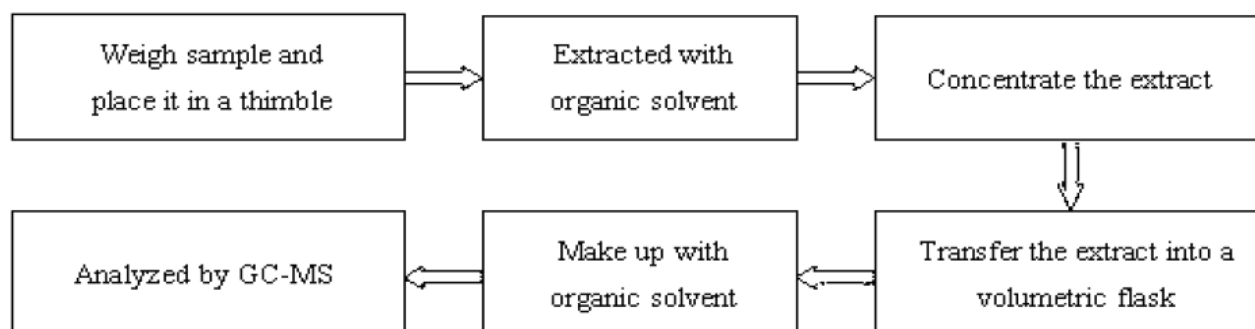 Weigh sample and
place it in a thimble
Extracted with
organic solvent
Concentrate the extract
Transfer the extract into a
volumetric flask
Make up with
organic solvent
Analyzed by GC-MS